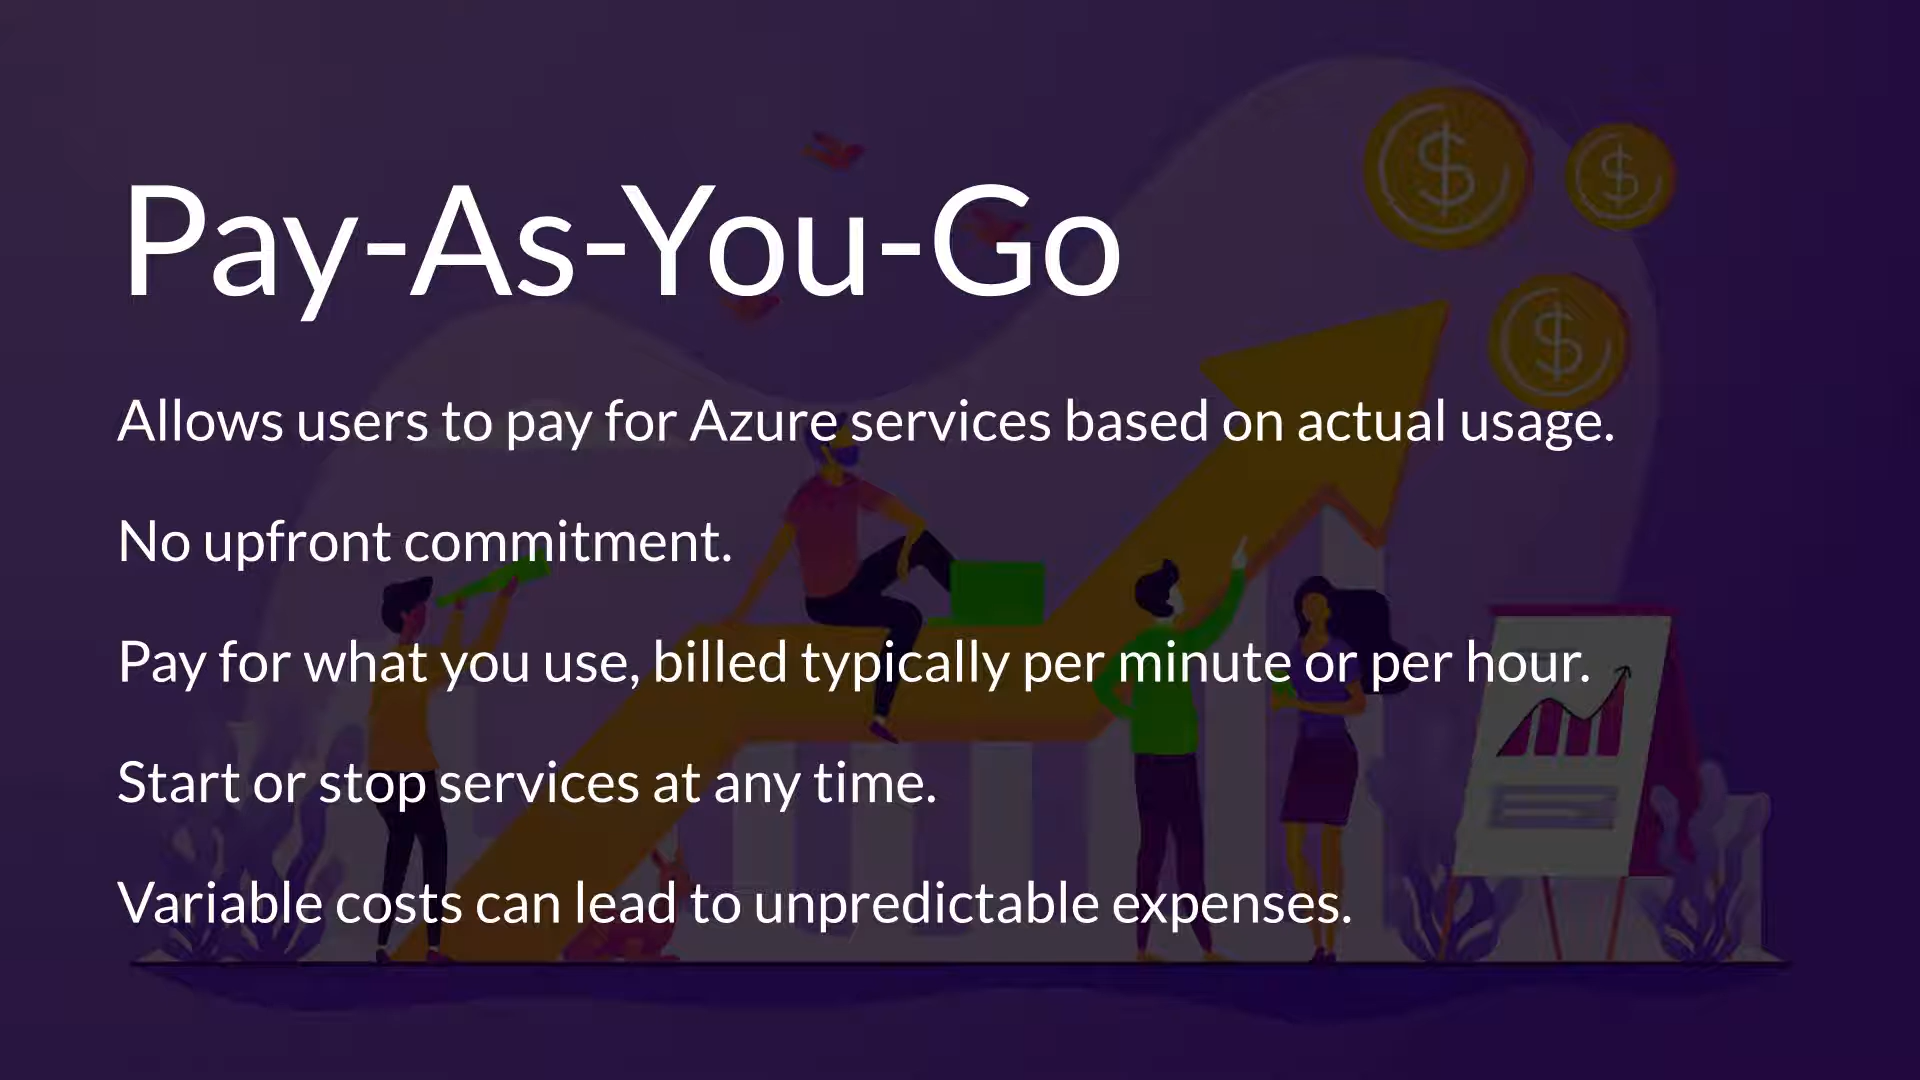 Pay-As-You-Go
Allows users to pay for Azure services based on actual usage.
No upfront commitment.
Pay for what you use, billed typically per minute or per hour.
Start or stop services at any time.
Variable costs can lead to unpredictable expenses.
$
$
$